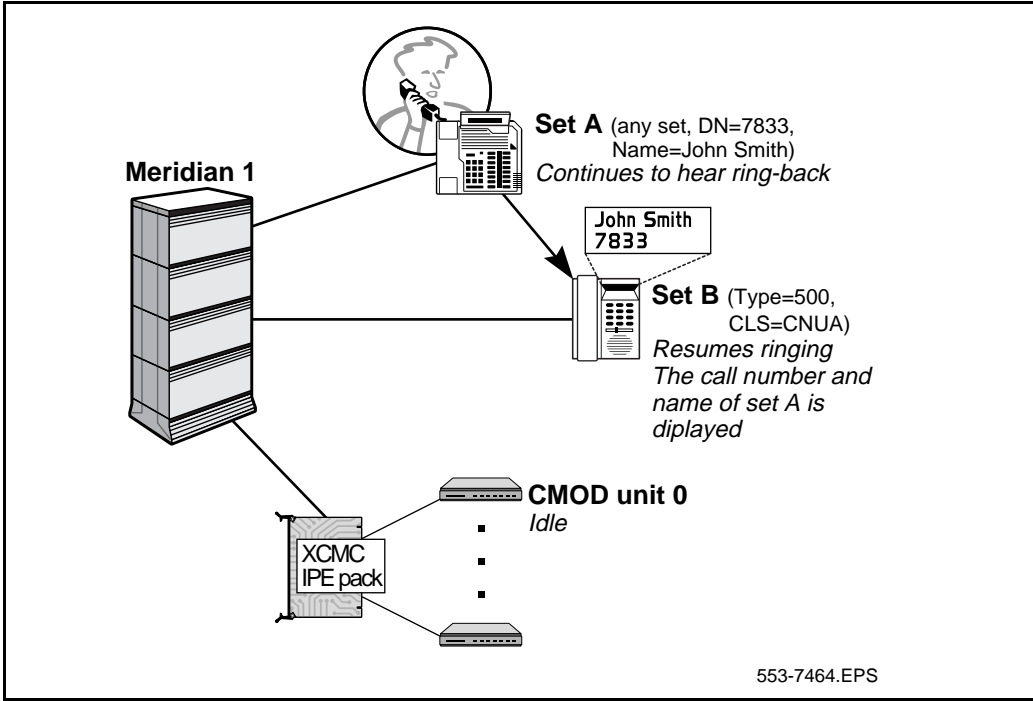 Set A (any set, DN=7833,
Name=John Smith)
Continues to hear ring-back
Meridian 1
John Smith
7833
Set B (Type=500,
CLS=CNUA)
Resumes ringing
The call number and
name of set A is
diplayed
CMOD unit 0
Idle
XCMC
IPE pack
553-7464.EPS